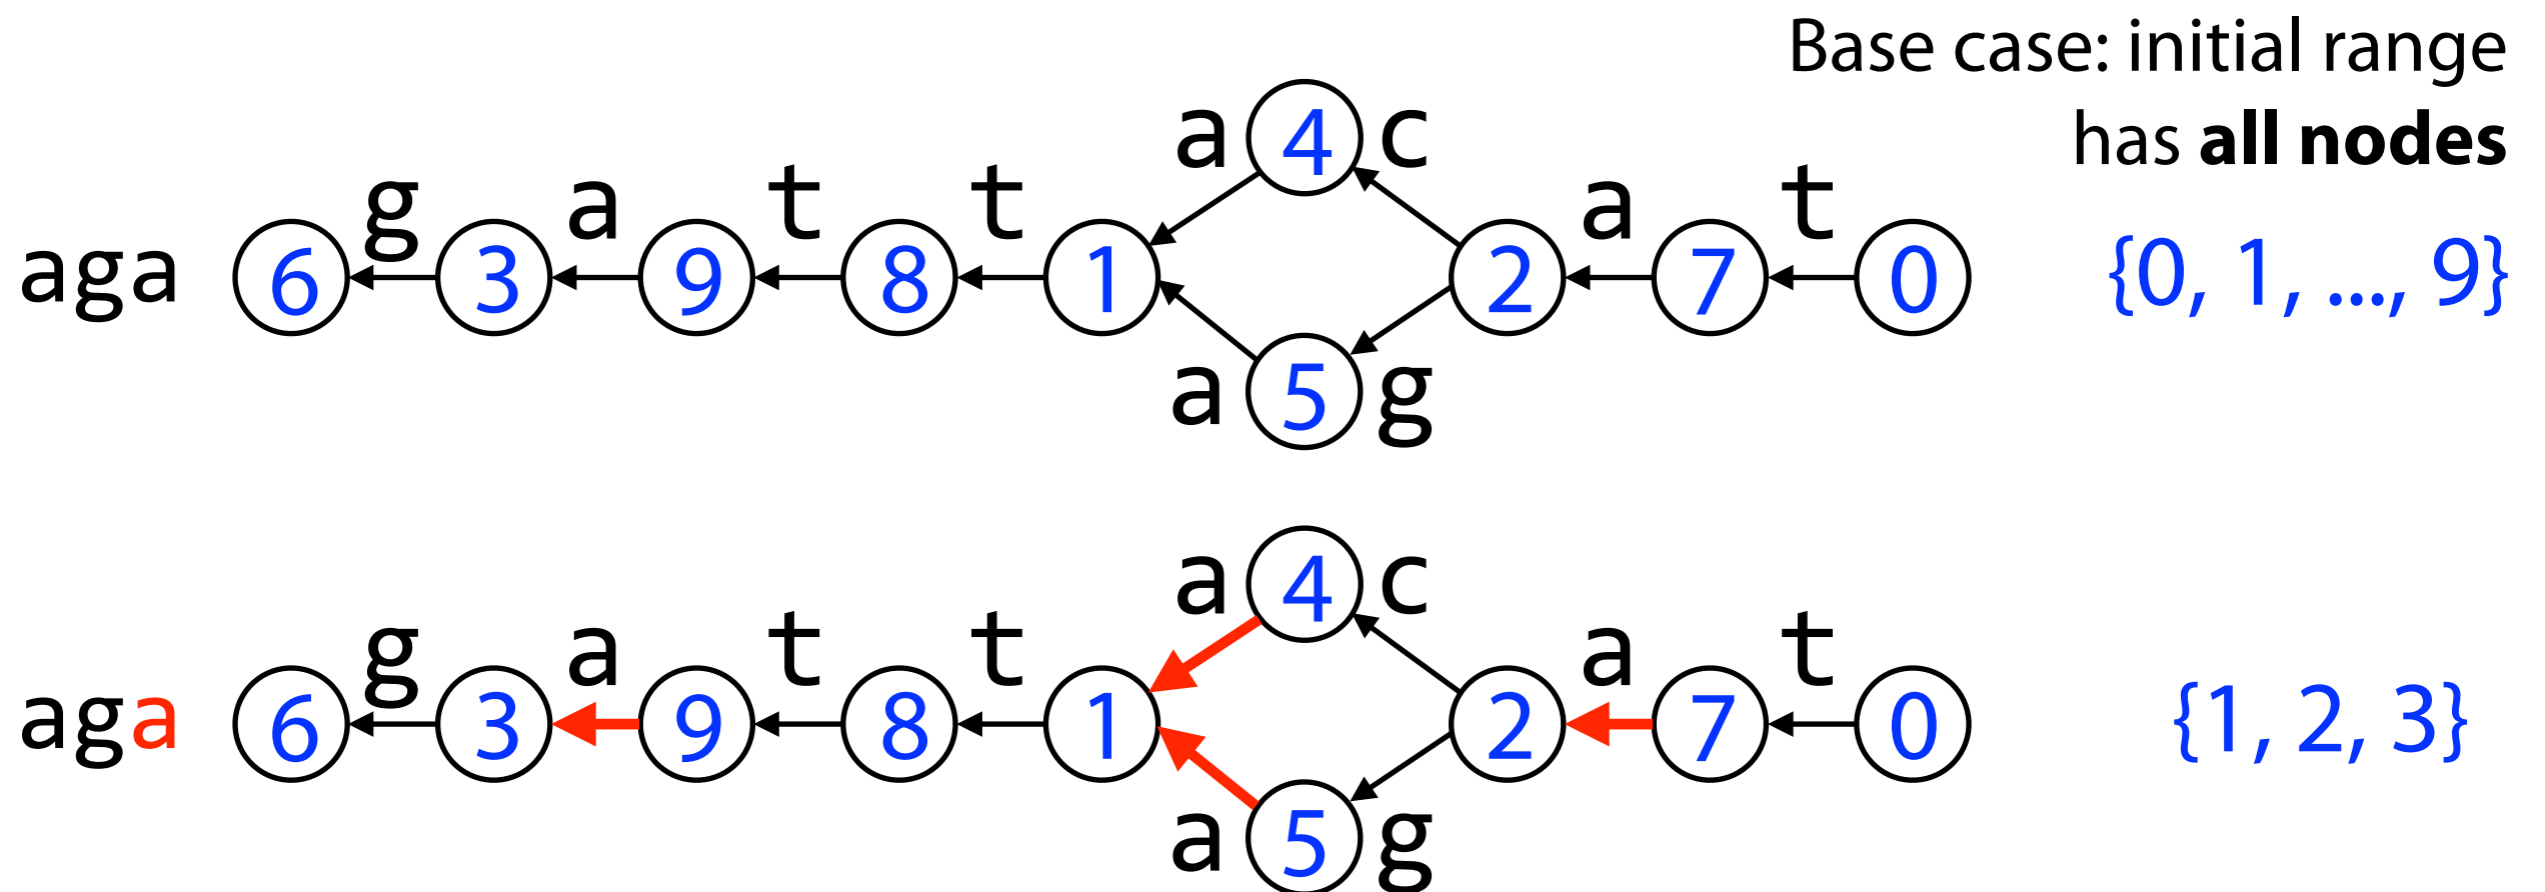 Base case: initial range
has all nodes
a 4 c
g a t t a t
aga 6 3 9 8 1 2 7 0 {0, 1, ..., 9}
a 5 g
a 4 c
g a t t a t
aga 6 3 9 8 1 2 7 0 {1, 2, 3}
a 5 g